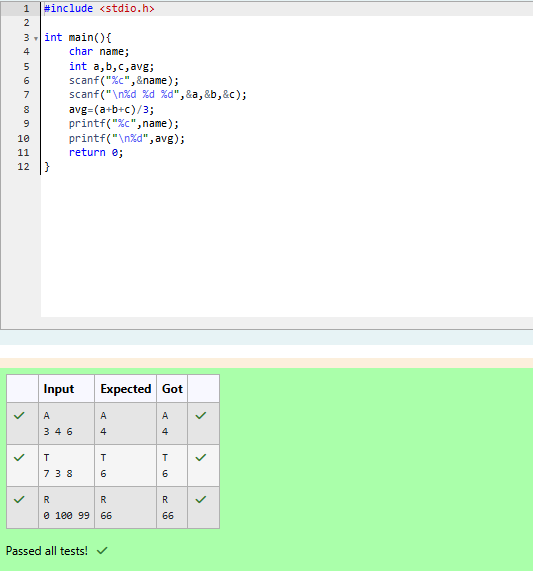 1 #include <stdio.h>
2
3 int main(){
4     char name;
5     int a,b,c,avg;
6     scanf("%c",&name);
7     scanf("\n%d %d %d",&a,&b,&c);
8     avg=(a+b+c)/3;
9     printf("%c",name);
10     printf("\n%d",avg);
11     return 0;
12 }
Input Expected Got
A A A
3 4 6 4 4
T T T
7 3 8 6 6
R R R
0 100 99 66 66
Passed all tests!